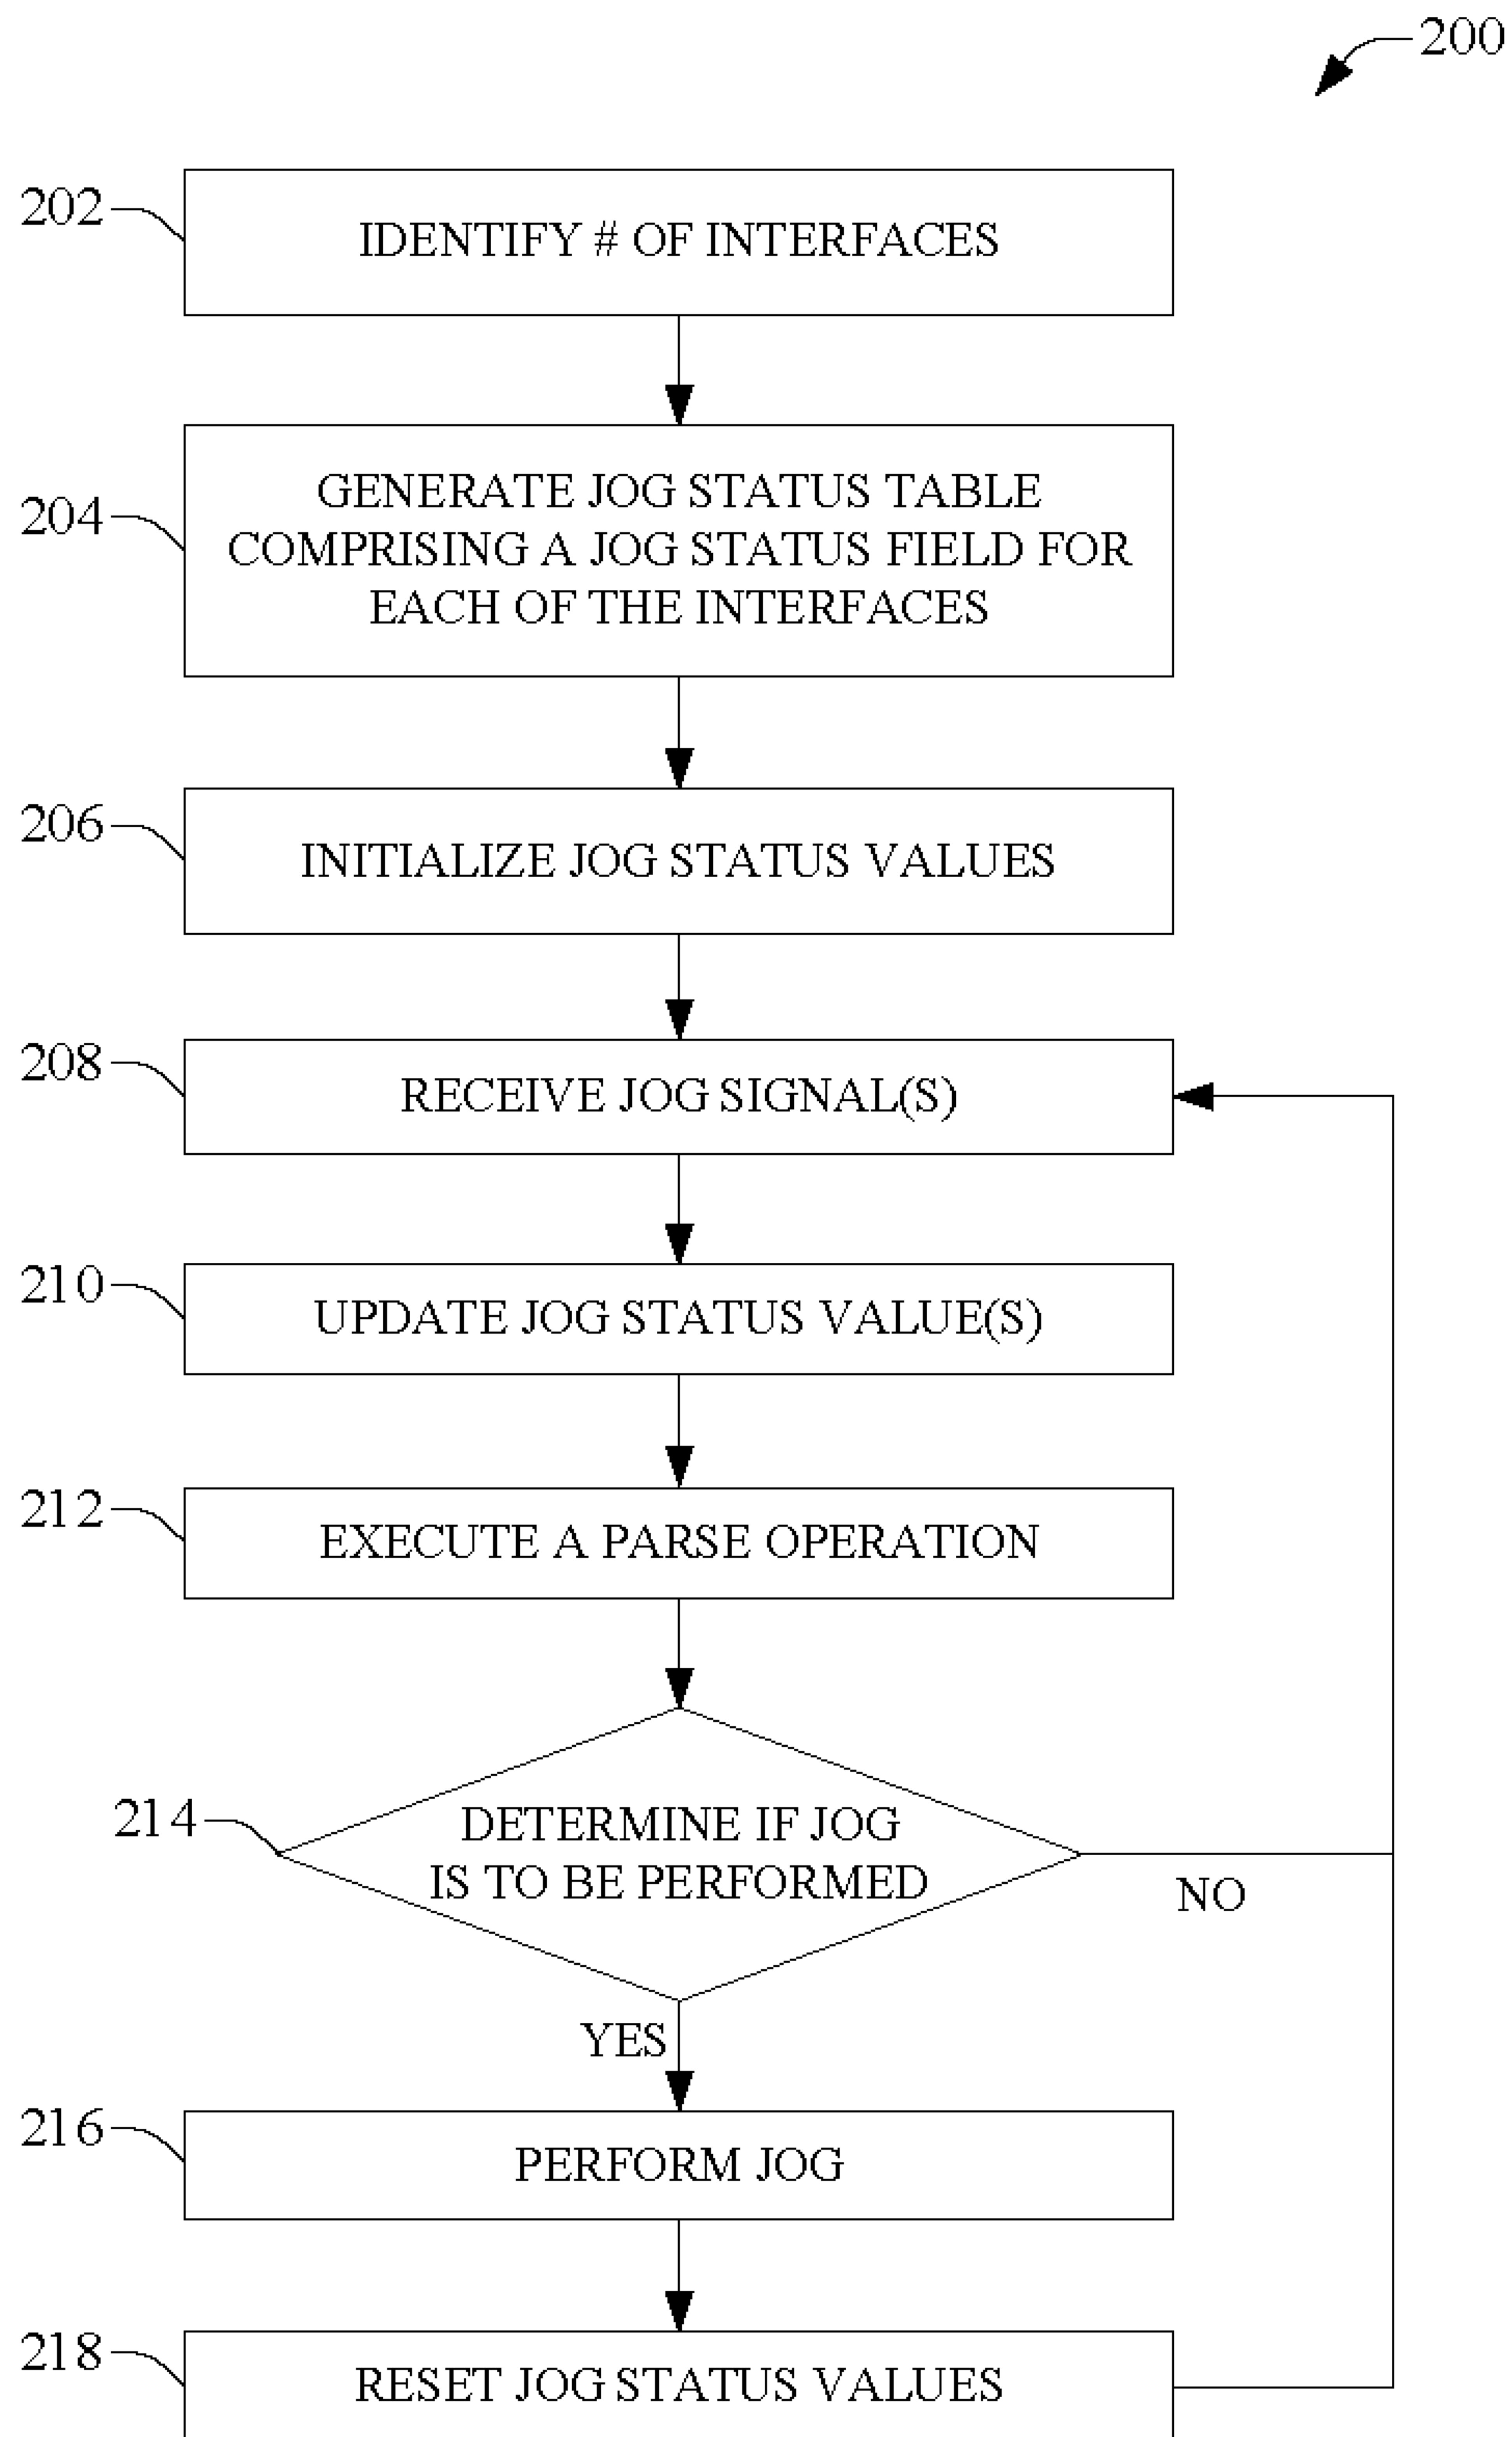 200
202
IDENTIFY # OF INTERFACES
204
GENERATE JOG STATUS TABLE
COMPRISING A JOG STATUS FIELD FOR
EACH OF THE INTERFACES
206
INITIALIZE JOG STATUS VALUES
208
RECEIVE JOG SIGNAL(S)
210
UPDATE JOG STATUS VALUE(S)
212
EXECUTE A PARSE OPERATION
214
DETERMINE IF JOG
IS TO BE PERFORMED
NO
YES
216
PERFORM JOG
218
RESET JOG STATUS VALUES